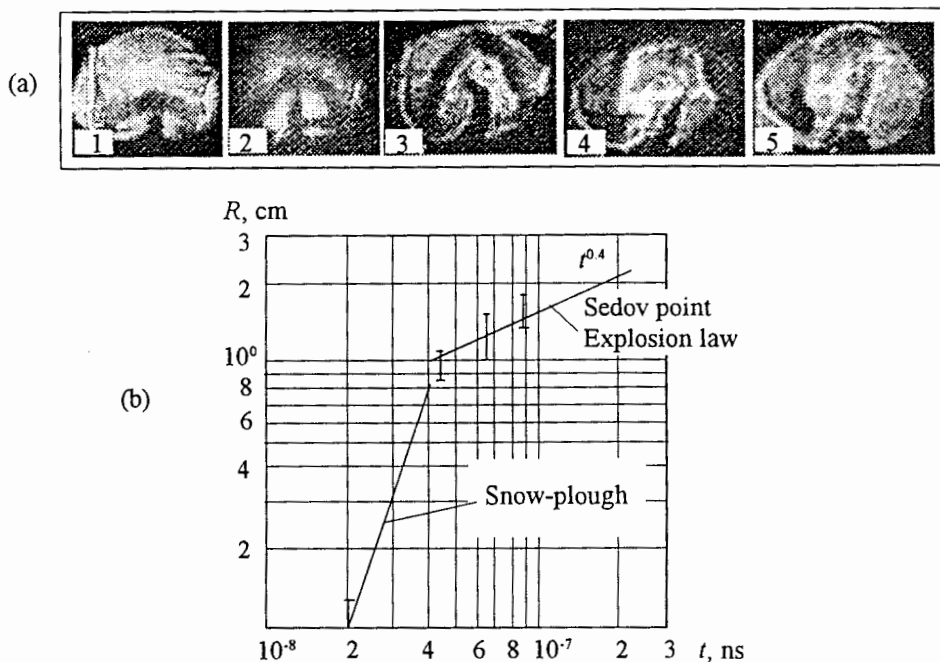 (a)
1 2 3 4 5
R, cm
3
t^0.4
2
Sedov point
Explosion law
10^0
8
(b)
6
4
Snow-plough
2
10^-8 2 4 6 8 10^-7 2 3 t, ns